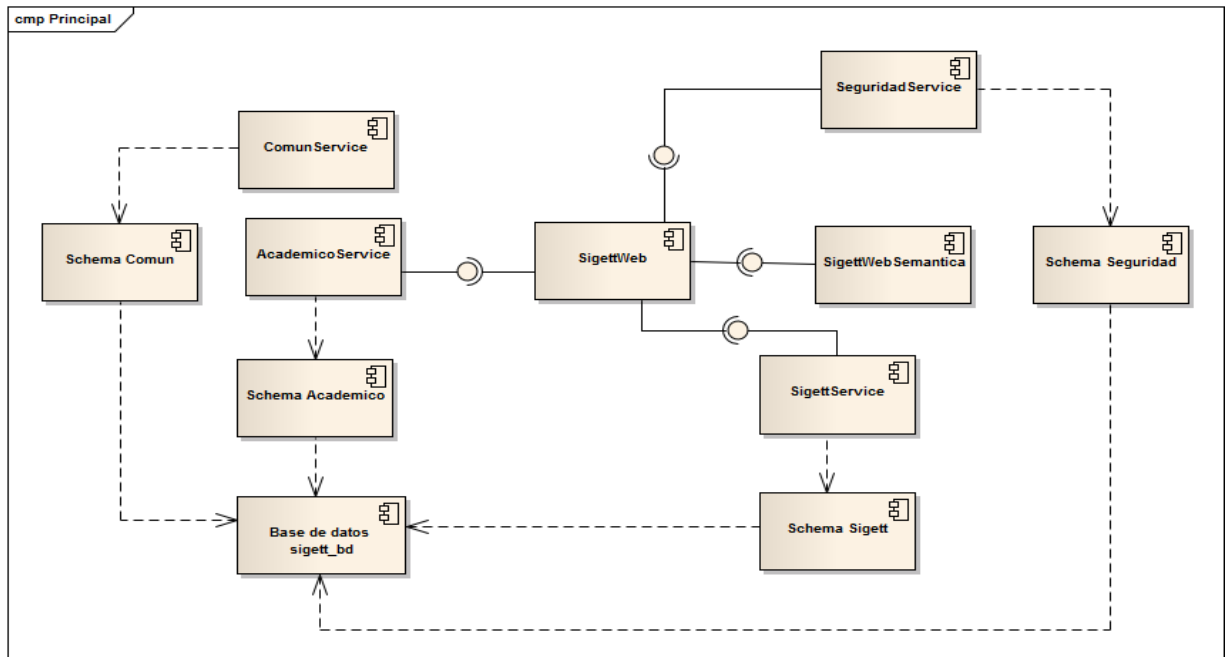 cmp Principal
SeguridadService
ComunService
Schema Comun
AcademicoService
SigettWeb
SigettWebSemantica
Schema Seguridad
Schema Academico
SigettService
Base de datos
sigett_bd
Schema Sigett